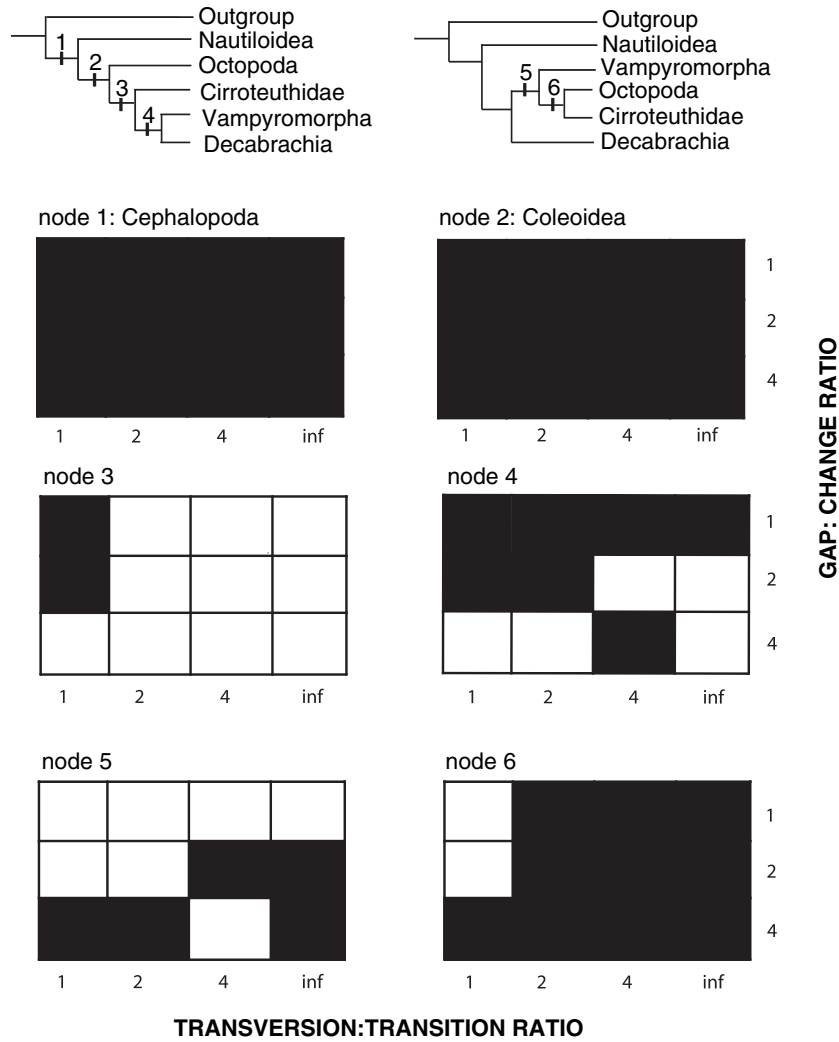 Outgroup
1
Nautiloidea
2
Octopoda
3
Cirroteuthidae
4
Vampyromorpha
Decabrachia
Outgroup
Nautiloidea
5
Vampyromorpha
6
Octopoda
Cirroteuthidae
Decabrachia
node 1: Cephalopoda
1 2 4 inf
node 2: Coleoidea
1
2
4
1 2 4 inf
node 3
1 2 4 inf
node 4
1
2
4
1 2 4 inf
node 5
1 2 4 inf
node 6
1
2
4
1 2 4 inf
GAP: CHANGE RATIO
TRANSVERSION:TRANSITION RATIO